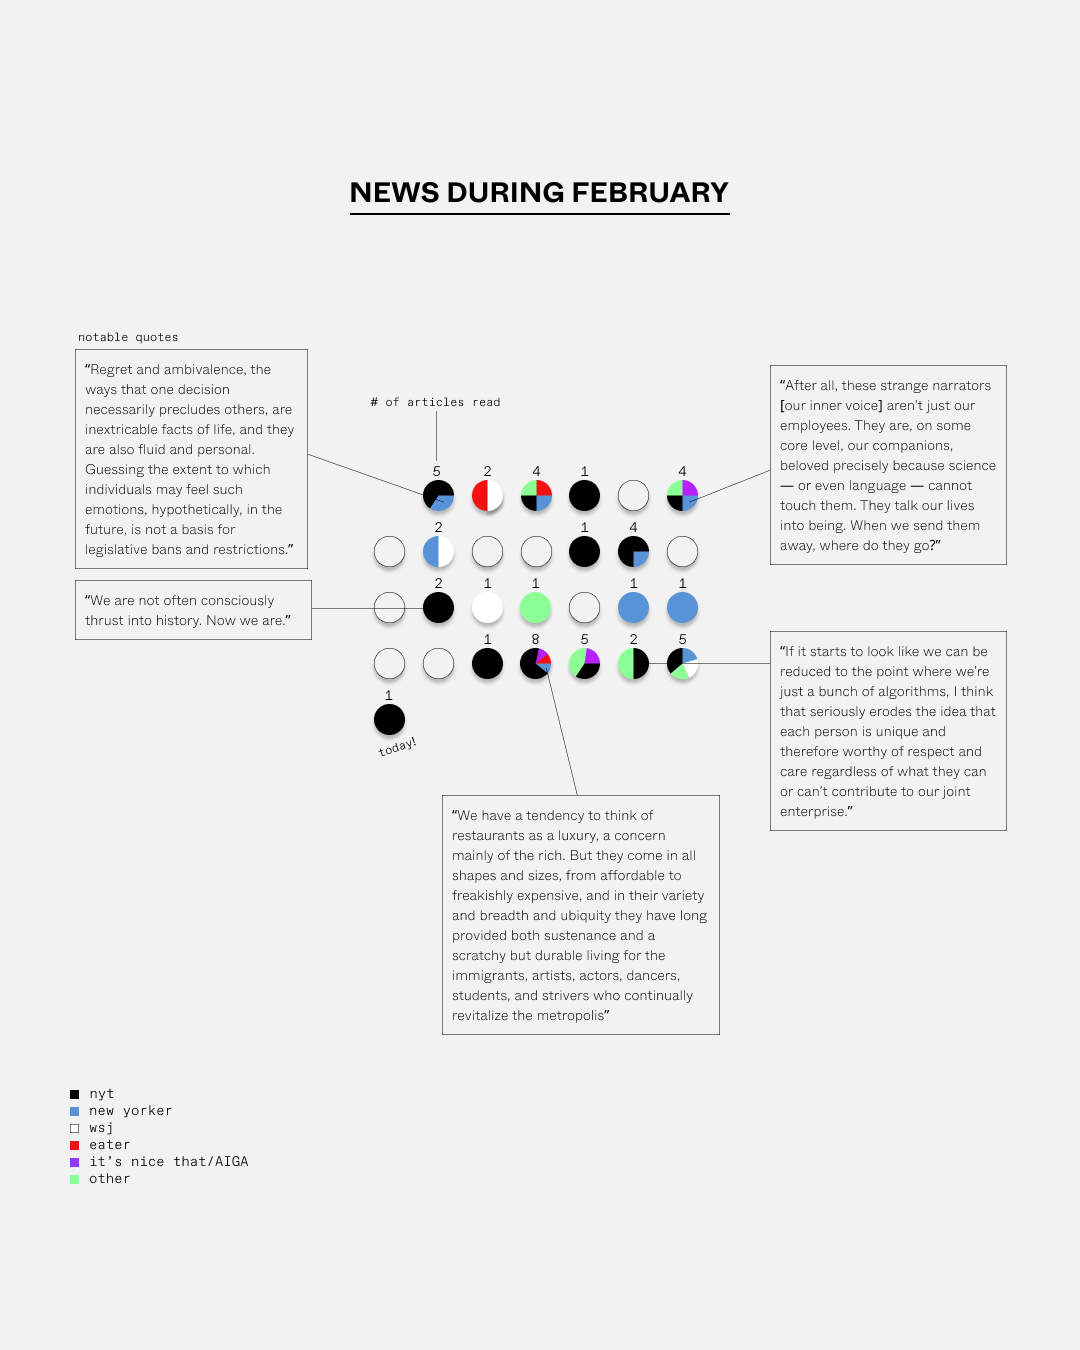 NEWS DURING FEBRUARY
notable quotes
“Regret and ambivalence, the
ways that one decision
necessarily precludes others, are
inextricable facts of life, and they
are also fluid and personal.
Guessing the extent to which
individuals may feel such
emotions, hypothetically, in the
future, is not a basis for
legislative bans and restrictions.”
“We are not often consciously
thrust into history. Now we are.”
# of articles read
5 2 4 1 4
2 1 4
2 1 1 1 1
1 8 5 2 5
1
today!
“After all, these strange narrators
[our inner voice] aren’t just our
employees. They are, on some
core level, our companions,
beloved precisely because science
— or even language — cannot
touch them. They talk our lives
into being. When we send them
away, where do they go?”
“If it starts to look like we can be
reduced to the point where we’re
just a bunch of algorithms, I think
that seriously erodes the idea that
each person is unique and
therefore worthy of respect and
care regardless of what they can
or can’t contribute to our joint
enterprise.”
“We have a tendency to think of
restaurants as a luxury, a concern
mainly of the rich. But they come in all
shapes and sizes, from affordable to
freakishly expensive, and in their variety
and breadth and ubiquity they have long
provided both sustenance and a
scratchy but durable living for the
immigrants, artists, actors, dancers,
students, and strivers who continually
revitalize the metropolis”
nyt
new yorker
wsj
eater
it’s nice that/AIGA
other